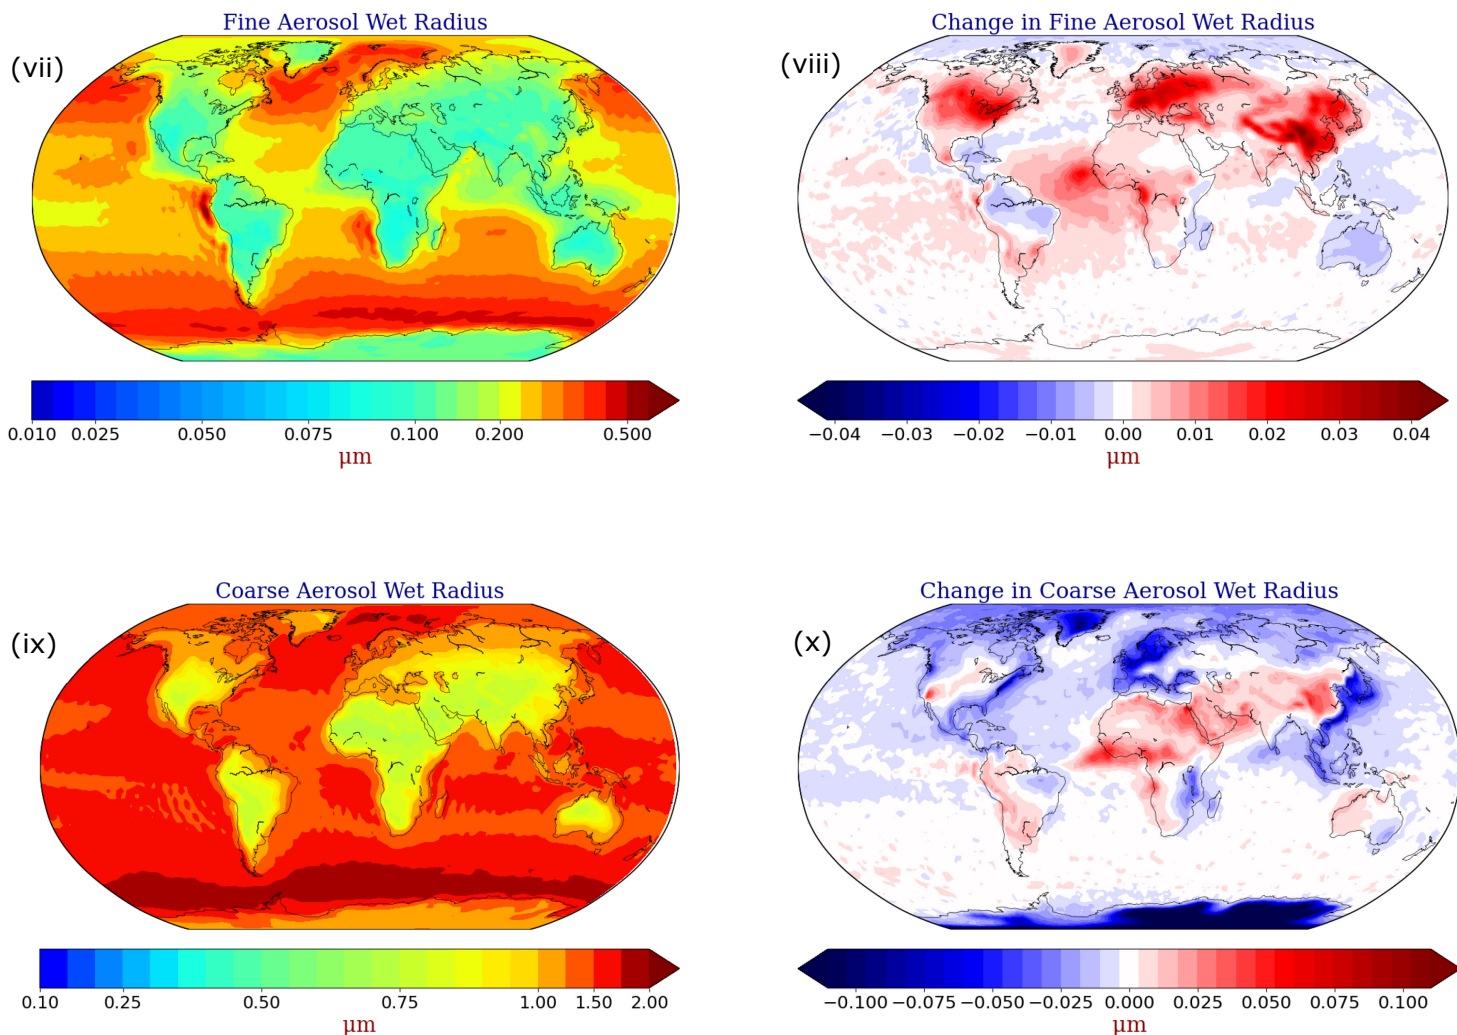 Fine Aerosol Wet Radius
Change in Fine Aerosol Wet Radius
(vii)
(viii)
0.010 0.025 0.050 0.075 0.100 0.200 0.500
−0.04 −0.03 −0.02 −0.01 0.00 0.01 0.02 0.03 0.04
μm
μm
Coarse Aerosol Wet Radius
Change in Coarse Aerosol Wet Radius
(ix)
(x)
0.10 0.25 0.50 0.75 1.00 1.50 2.00
−0.100 −0.075 −0.050 −0.025 0.000 0.025 0.050 0.075 0.100
μm
μm